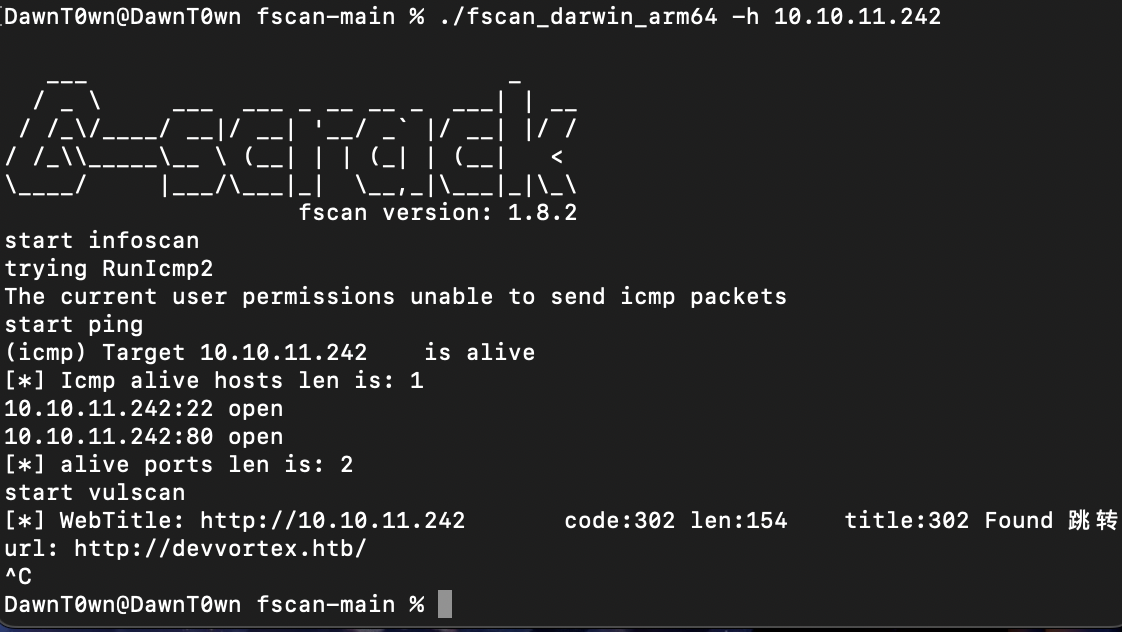 DawnT0wn@DawnT0wn fscan-main % ./fscan_darwin_arm64 -h 10.10.11.242
   ___                              _
  / _ \     ___  ___ _ __ __ _  ___| | __
 / /_\/____/ __|/ __| '__/ _` |/ __| |/ /
/ /_\\_____\__ \ (__| | | (_| | (__|   <
\____/     |___/\___|_|  \__,_|\___|_|\_\
                     fscan version: 1.8.2
start infoscan
trying RunIcmp2
The current user permissions unable to send icmp packets
start ping
(icmp) Target 10.10.11.242    is alive
[*] Icmp alive hosts len is: 1
10.10.11.242:22 open
10.10.11.242:80 open
[*] alive ports len is: 2
start vulscan
[*] WebTitle: http://10.10.11.242       code:302 len:154    title:302 Found 跳转
url: http://devvortex.htb/
^C
DawnT0wn@DawnT0wn fscan-main %